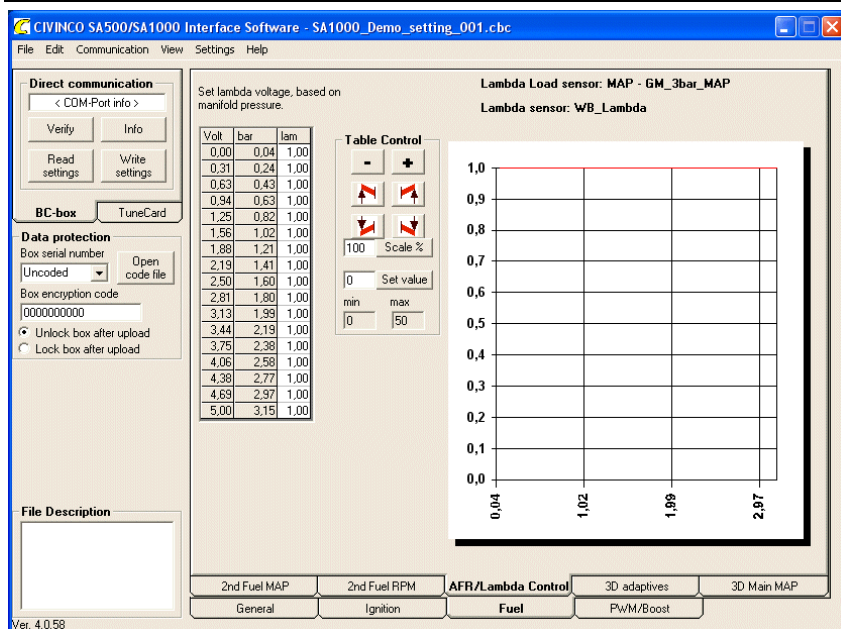 CIVINCO SA500/SA1000 Interface Software - SA1000_Demo_setting_001.cbc
File Edit Communication View Settings Help
Direct communication
< COM-Port info >
Verify Info
Read settings Write settings
BC-box TuneCard
Data protection
Box serial number
Uncoded Open code file
Box encryption code
0000000000
Unlock box after upload
Lock box after upload
File Description
Ver. 4.0.58
Set lambda voltage, based on
manifold pressure.
Volt bar lam
0,00 0,04 1,00
0,31 0,24 1,00
0,63 0,43 1,00
0,94 0,63 1,00
1,25 0,82 1,00
1,56 1,02 1,00
1,88 1,21 1,00
2,19 1,41 1,00
2,50 1,60 1,00
2,81 1,80 1,00
3,13 1,99 1,00
3,44 2,19 1,00
3,75 2,38 1,00
4,06 2,58 1,00
4,38 2,77 1,00
4,69 2,97 1,00
5,00 3,15 1,00
Table Control
- +
100 Scale %
0 Set value
min max
0 50
Lambda Load sensor: MAP - GM_3bar_MAP
Lambda sensor: WB_Lambda
1,0
0,9
0,8
0,7
0,6
0,5
0,4
0,3
0,2
0,1
0,0
0,04 1,02 1,99 2,97
2nd Fuel MAP 2nd Fuel RPM AFR/Lambda Control 3D adaptives 3D Main MAP
General Ignition Fuel PWM/Boost